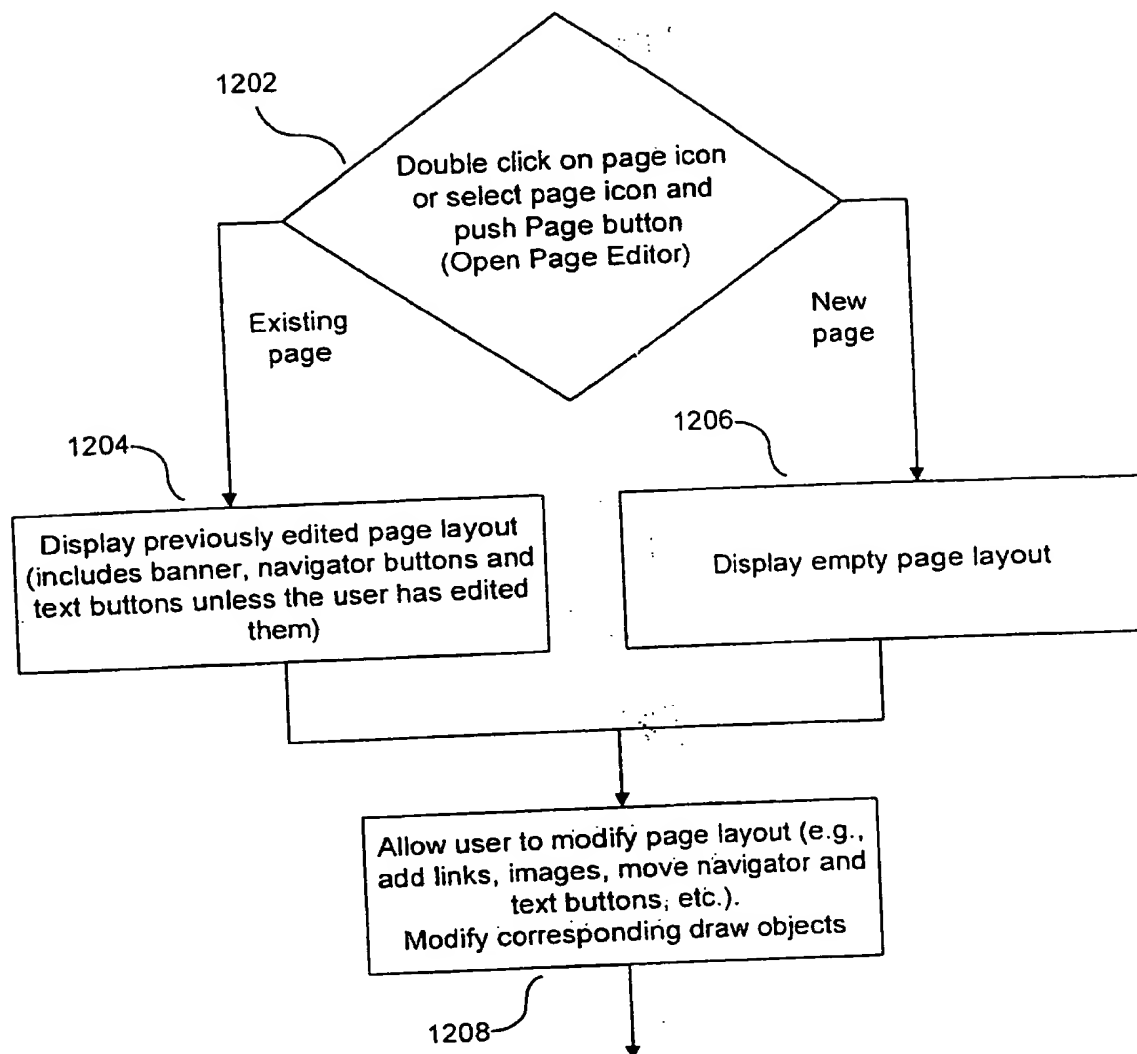 1202
Double click on page icon
or select page icon and
push Page button
(Open Page Editor)
Existing
page
New
page
1204
1206
Display previously edited page layout
(includes banner, navigator buttons and
text buttons unless the user has edited
them)
Display empty page layout
Allow user to modify page layout (e.g.,
add links, images, move navigator and
text buttons, etc.).
Modify corresponding draw objects
1208